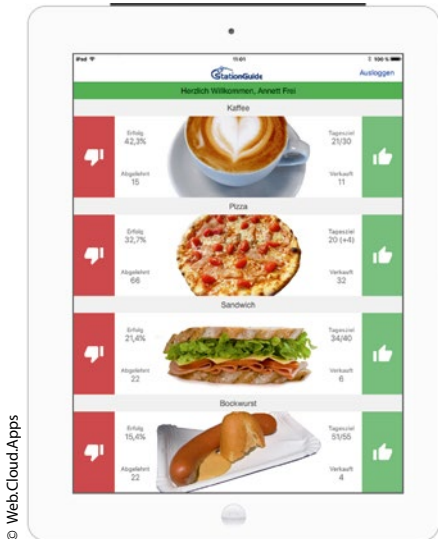 iPad
11:01
100 %
StationGuide
Ausloggen
Herzlich Willkommen, Annett Frei
Kaffee
Erfolg
42,3%
Tagesziel
21/30
Abgelehnt
15
Verkauft
11
Pizza
Erfolg
32,7%
Tagesziel
20 (+4)
Abgelehnt
66
Verkauft
32
Sandwich
Erfolg
21,4%
Tagesziel
34/40
Abgelehnt
22
Verkauft
6
Bockwurst
Erfolg
15,4%
Tagesziel
51/55
Abgelehnt
22
Verkauft
4
© Web.Cloud.Apps